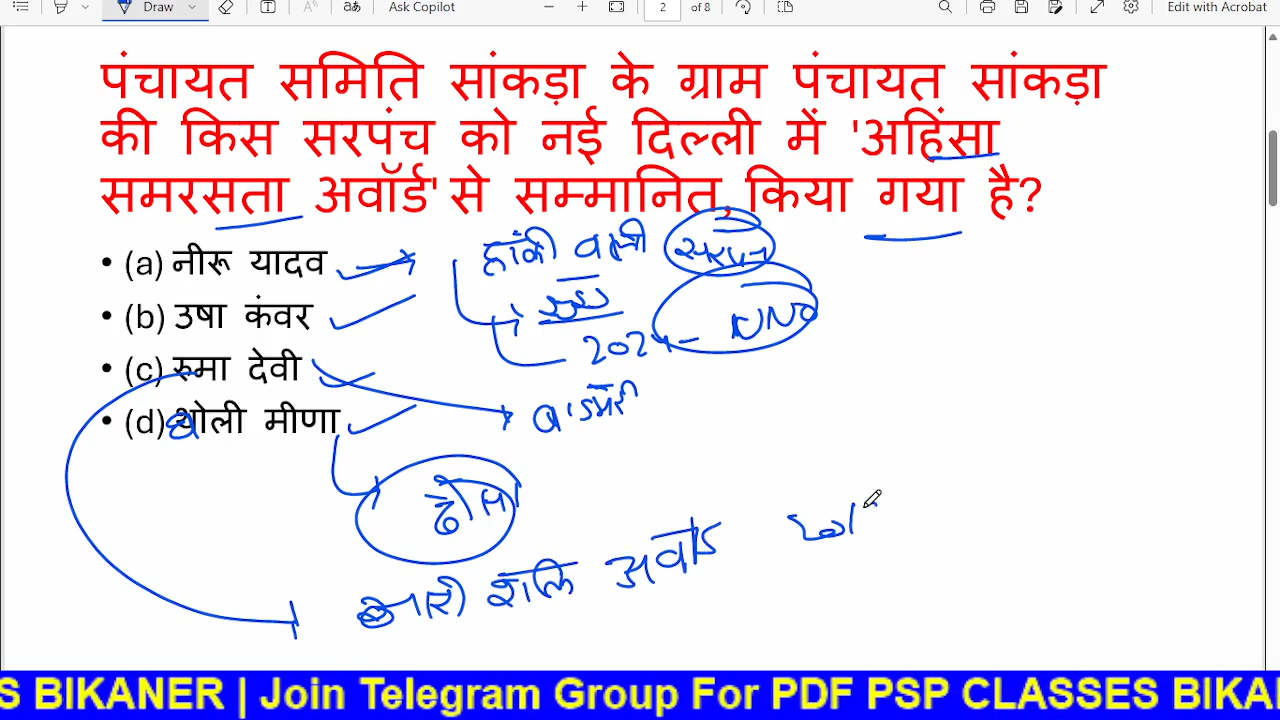 Draw
Ask Copilot
2 of 8
Edit with Acrobat
पंचायत समिति सांकड़ा के ग्राम पंचायत सांकड़ा
की किस सरपंच को नई दिल्ली में 'अहिंसा
समरसता अवॉर्ड' से सम्मानित किया गया है?
• (a) नीरू यादव
हॉकी वाली सरपंच
• (b) उषा कंवर
2024 - UNO
• (c) रुमा देवी
बाड़मेर
• (d) धोली मीणा
दौसा
नारी शक्ति अवॉर्ड
S BIKANER | Join Telegram Group For PDF PSP CLASSES BIKAN